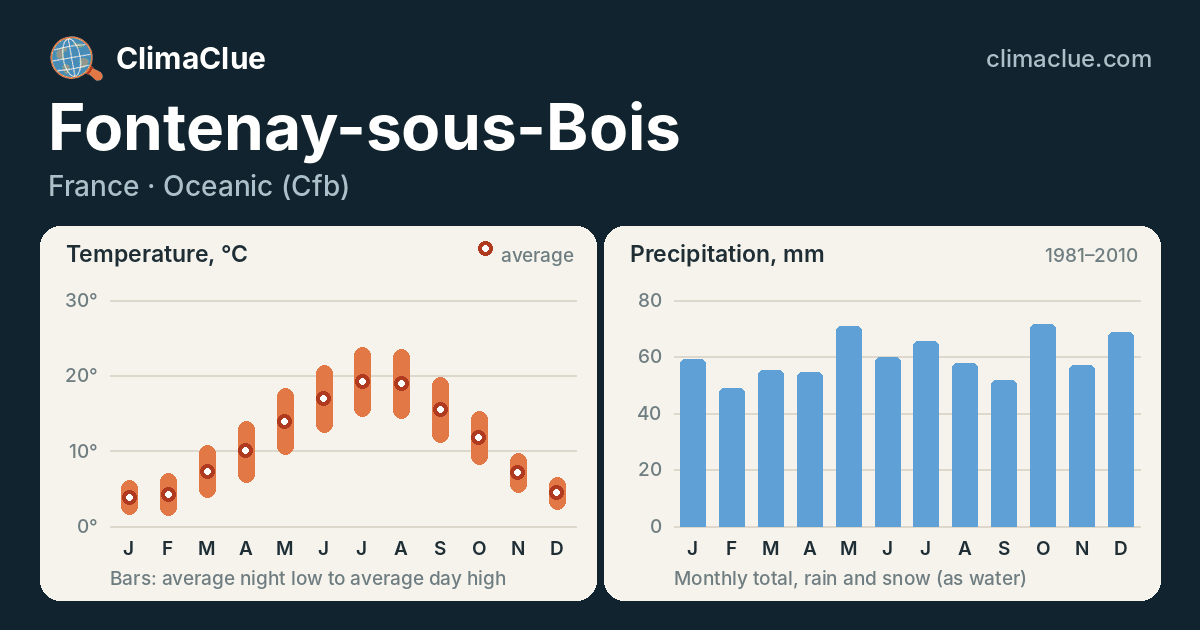 ClimaClue
climaclue.com
Fontenay-sous-Bois
France · Oceanic (Cfb)
Temperature, °C
average
30°
20°
10°
0°
J F M A M J J A S O N D
Bars: average night low to average day high
Precipitation, mm
1981–2010
80
60
40
20
0
J F M A M J J A S O N D
Monthly total, rain and snow (as water)